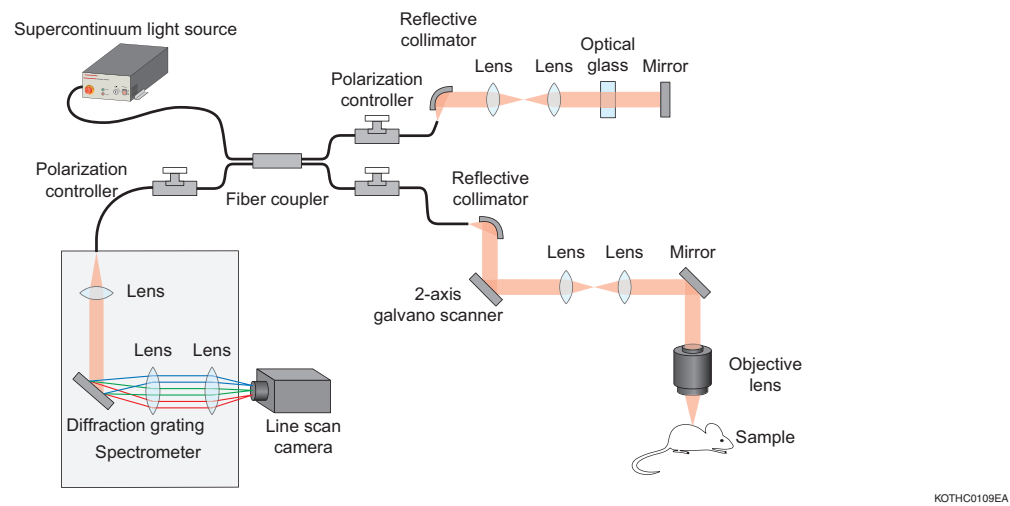 Supercontinuum light source
Reflective
collimator
Lens
Lens
Optical
glass
Mirror
Polarization
controller
Polarization
controller
Fiber coupler
Reflective
collimator
Lens
Lens
Mirror
2-axis
galvano scanner
Lens
Lens
Lens
Objective
lens
Diffraction grating
Spectrometer
Line scan
camera
Sample
KOTHC0109EA